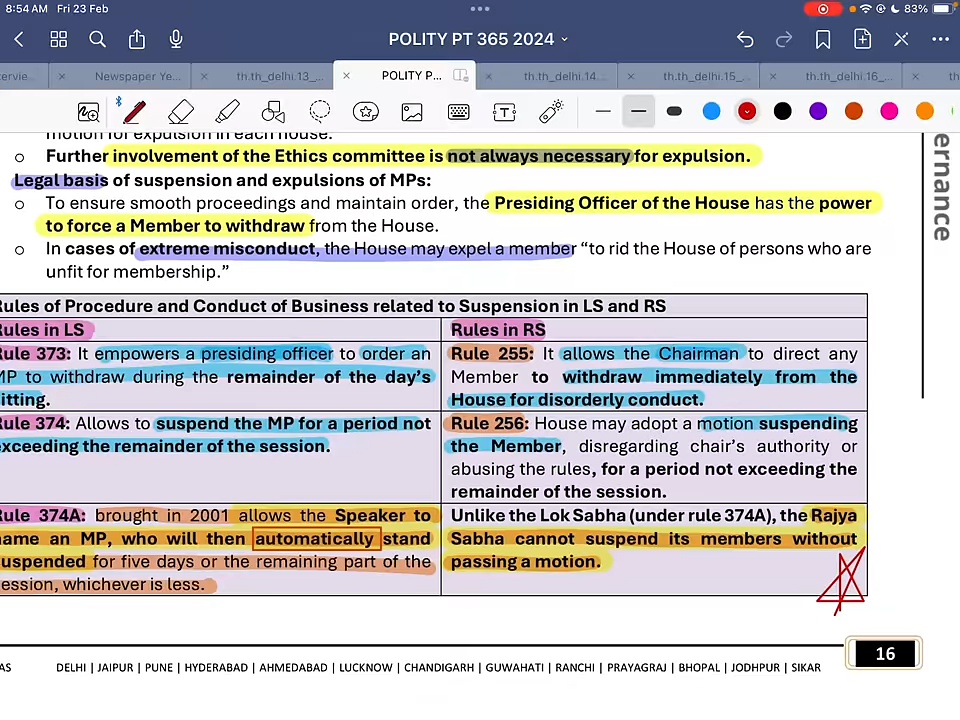 8:54 AM Fri 23 Feb
83%
POLITY PT 365 2024
Newspaper Ye...
th.th_delhi.13_...
POLITY P...
th.th_delhi.14...
th.th_delhi.15_...
th.th_delhi.16_...
motion for expulsion in each house.
o Further involvement of the Ethics committee is not always necessary for expulsion.
Legal basis of suspension and expulsions of MPs:
o To ensure smooth proceedings and maintain order, the Presiding Officer of the House has the power
to force a Member to withdraw from the House.
o In cases of extreme misconduct, the House may expel a member “to rid the House of persons who are
unfit for membership.”
ernance
ules of Procedure and Conduct of Business related to Suspension in LS and RS
ules in LS
Rules in RS
ule 373: It empowers a presiding officer to order an
MP to withdraw during the remainder of the day’s
itting.
Rule 255: It allows the Chairman to direct any
Member to withdraw immediately from the
House for disorderly conduct.
ule 374: Allows to suspend the MP for a period not
xceeding the remainder of the session.
Rule 256: House may adopt a motion suspending
the Member, disregarding chair’s authority or
abusing the rules, for a period not exceeding the
remainder of the session.
ule 374A: brought in 2001 allows the Speaker to
ame an MP, who will then automatically stand
uspended for five days or the remaining part of the
ession, whichever is less.
Unlike the Lok Sabha (under rule 374A), the Rajya
Sabha cannot suspend its members without
passing a motion.
AS DELHI | JAIPUR | PUNE | HYDERABAD | AHMEDABAD | LUCKNOW | CHANDIGARH | GUWAHATI | RANCHI | PRAYAGRAJ | BHOPAL | JODHPUR | SIKAR
16